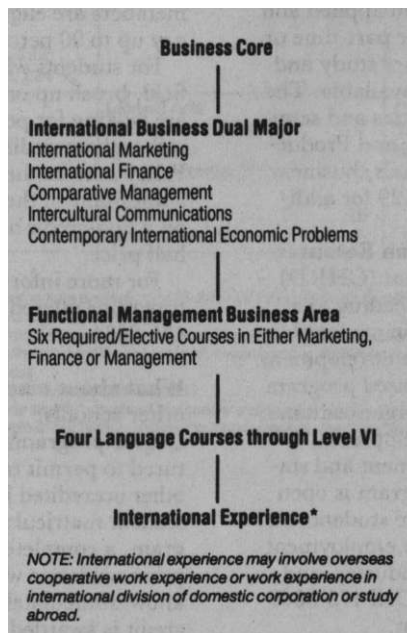 Business Core
International Business Dual Major
International Marketing
International Finance
Comparative Management
Intercultural Communications
Contemporary International Economic Problems
Functional Management Business Area
Six Required/Elective Courses in Either Marketing,
Finance or Management
Four Language Courses through Level VI
International Experience*
NOTE: International experience may involve overseas
cooperative work experience or work experience in
international division of domestic corporation or study
abroad.